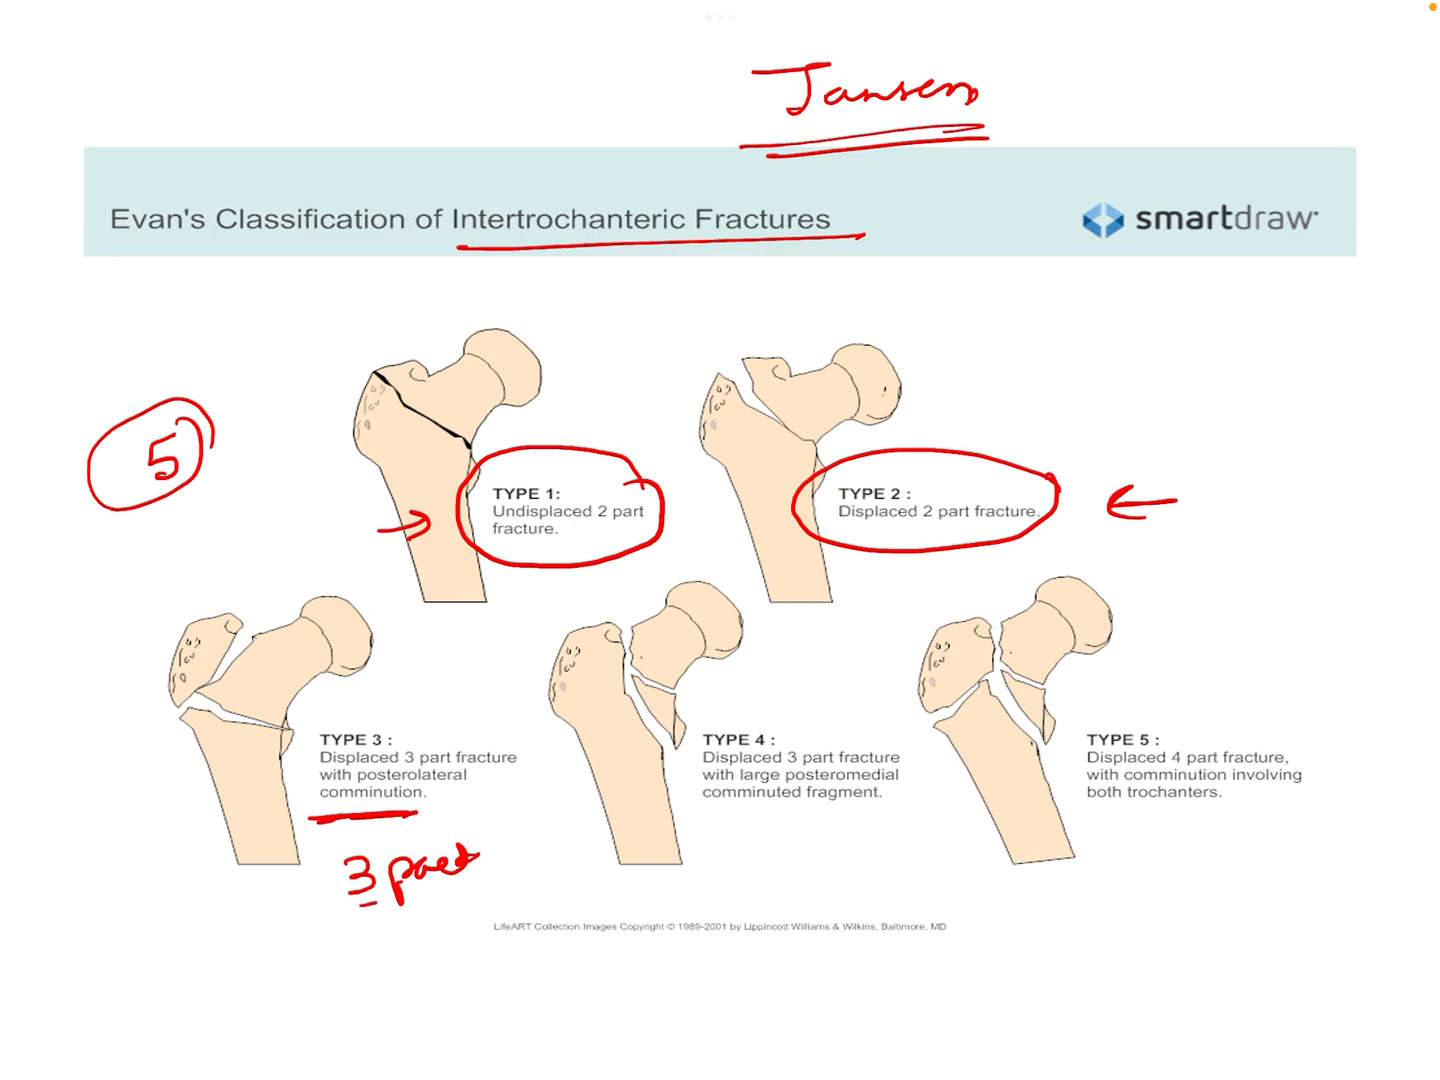 Jansen
Evan's Classification of Intertrochanteric Fractures
smartdraw
5
TYPE 1:
Undisplaced 2 part
fracture.
TYPE 2 :
Displaced 2 part fracture.
TYPE 3 :
Displaced 3 part fracture
with posterolateral
comminution.
3 part
TYPE 4 :
Displaced 3 part fracture
with large posteromedial
comminuted fragment.
TYPE 5 :
Displaced 4 part fracture,
with comminution involving
both trochanters.
LifeART Collection Images Copyright © 1989-2001 by Lippincott Williams & Wilkins, Baltimore, MD